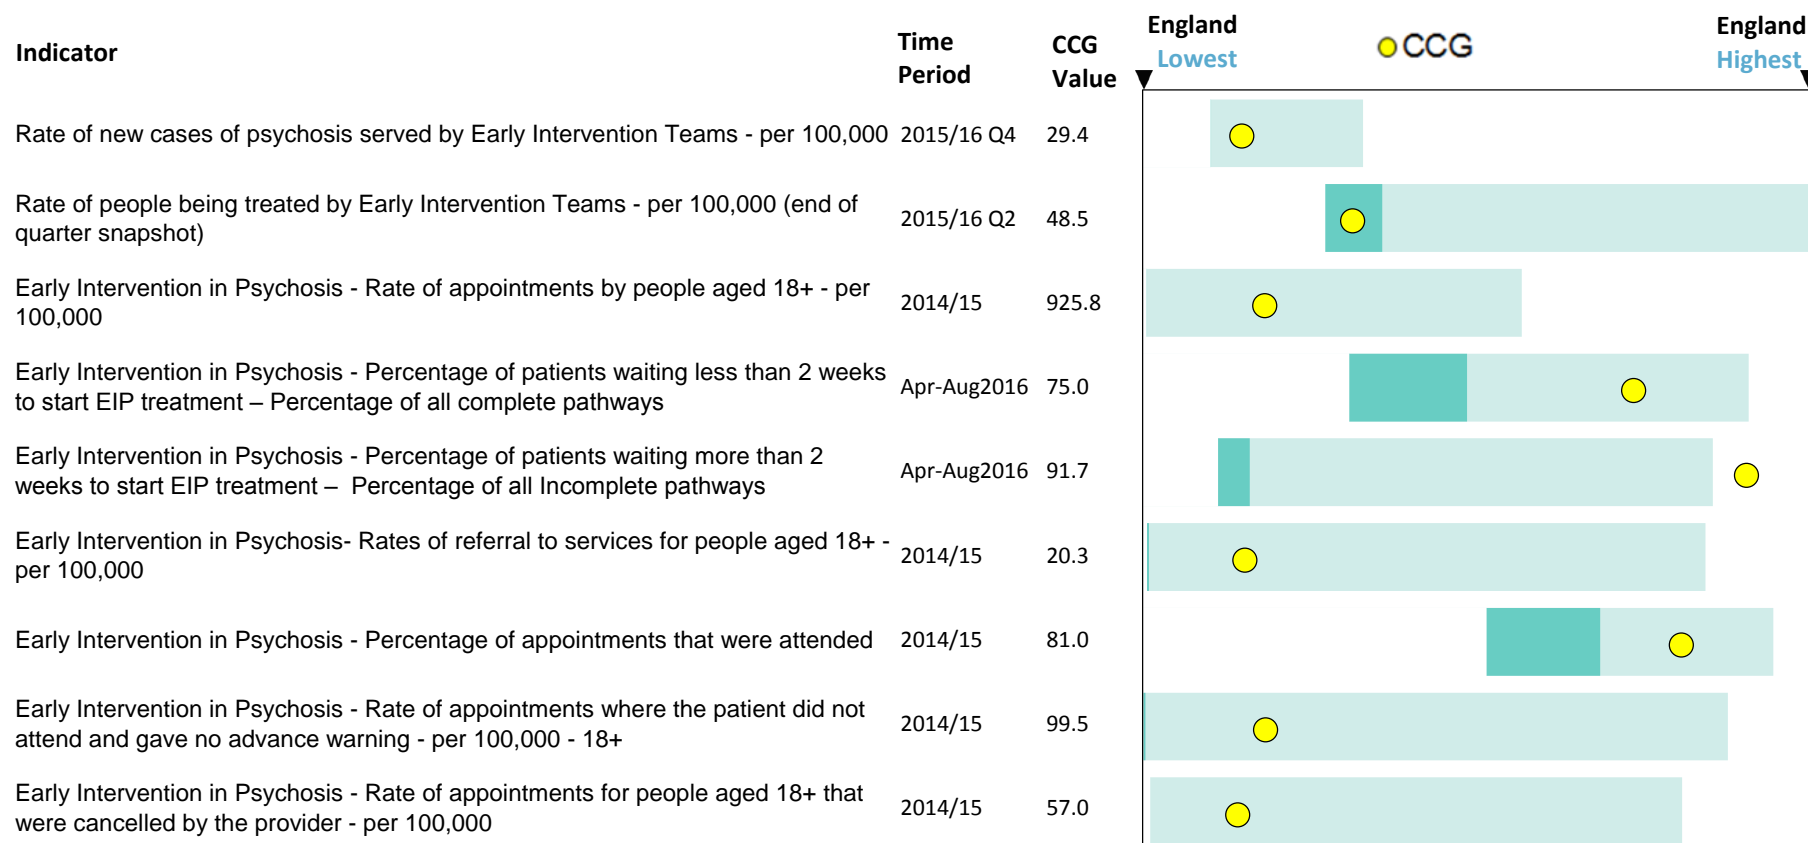 Indicator
Time
Period
CCG
Value
England
Lowest
CCG
England
Highest
Rate of new cases of psychosis served by Early Intervention Teams - per 100,000 2015/16 Q4 29.4
Rate of people being treated by Early Intervention Teams - per 100,000 (end of
quarter snapshot)
2015/16 Q2 48.5
Early Intervention in Psychosis - Rate of appointments by people aged 18+ - per
100,000
2014/15 925.8
Early Intervention in Psychosis - Percentage of patients waiting less than 2 weeks
to start EIP treatment – Percentage of all complete pathways
Apr-Aug2016 75.0
Early Intervention in Psychosis - Percentage of patients waiting more than 2
weeks to start EIP treatment – Percentage of all Incomplete pathways
Apr-Aug2016 91.7
Early Intervention in Psychosis- Rates of referral to services for people aged 18+ -
per 100,000
2014/15 20.3
Early Intervention in Psychosis - Percentage of appointments that were attended 2014/15 81.0
Early Intervention in Psychosis - Rate of appointments where the patient did not
attend and gave no advance warning - per 100,000 - 18+
2014/15 99.5
Early Intervention in Psychosis - Rate of appointments for people aged 18+ that
were cancelled by the provider - per 100,000
2014/15 57.0